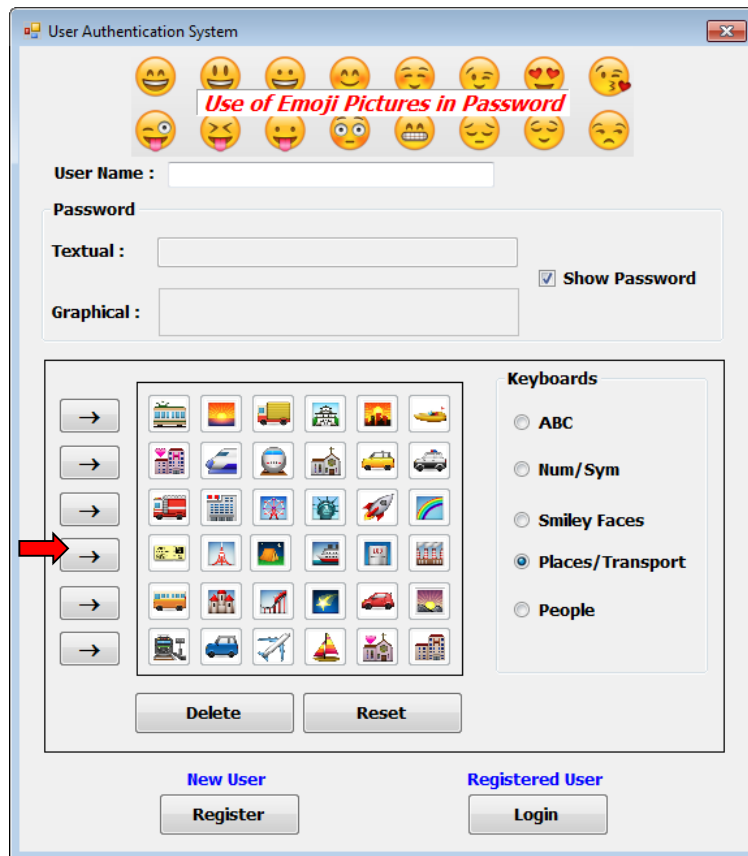 User Authentication System
Use of Emoji Pictures in Password
User Name :
Password
Textual :
Show Password
Graphical :
Keyboards
ABC
Num/Sym
Smiley Faces
Places/Transport
People
Delete
Reset
New User
Registered User
Register
Login